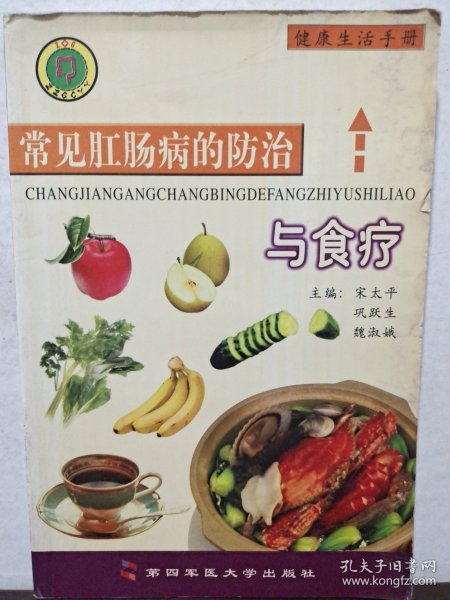 健康生活手册
常见肛肠病的防治
CHANGJIANGANGCHANGBINGDEFANGZHIYUSHILIAO
与食疗
主编：宋太平
巩跃生
魏淑娥
第四军医大学出版社
孔夫子旧书网
www.kongfz.com